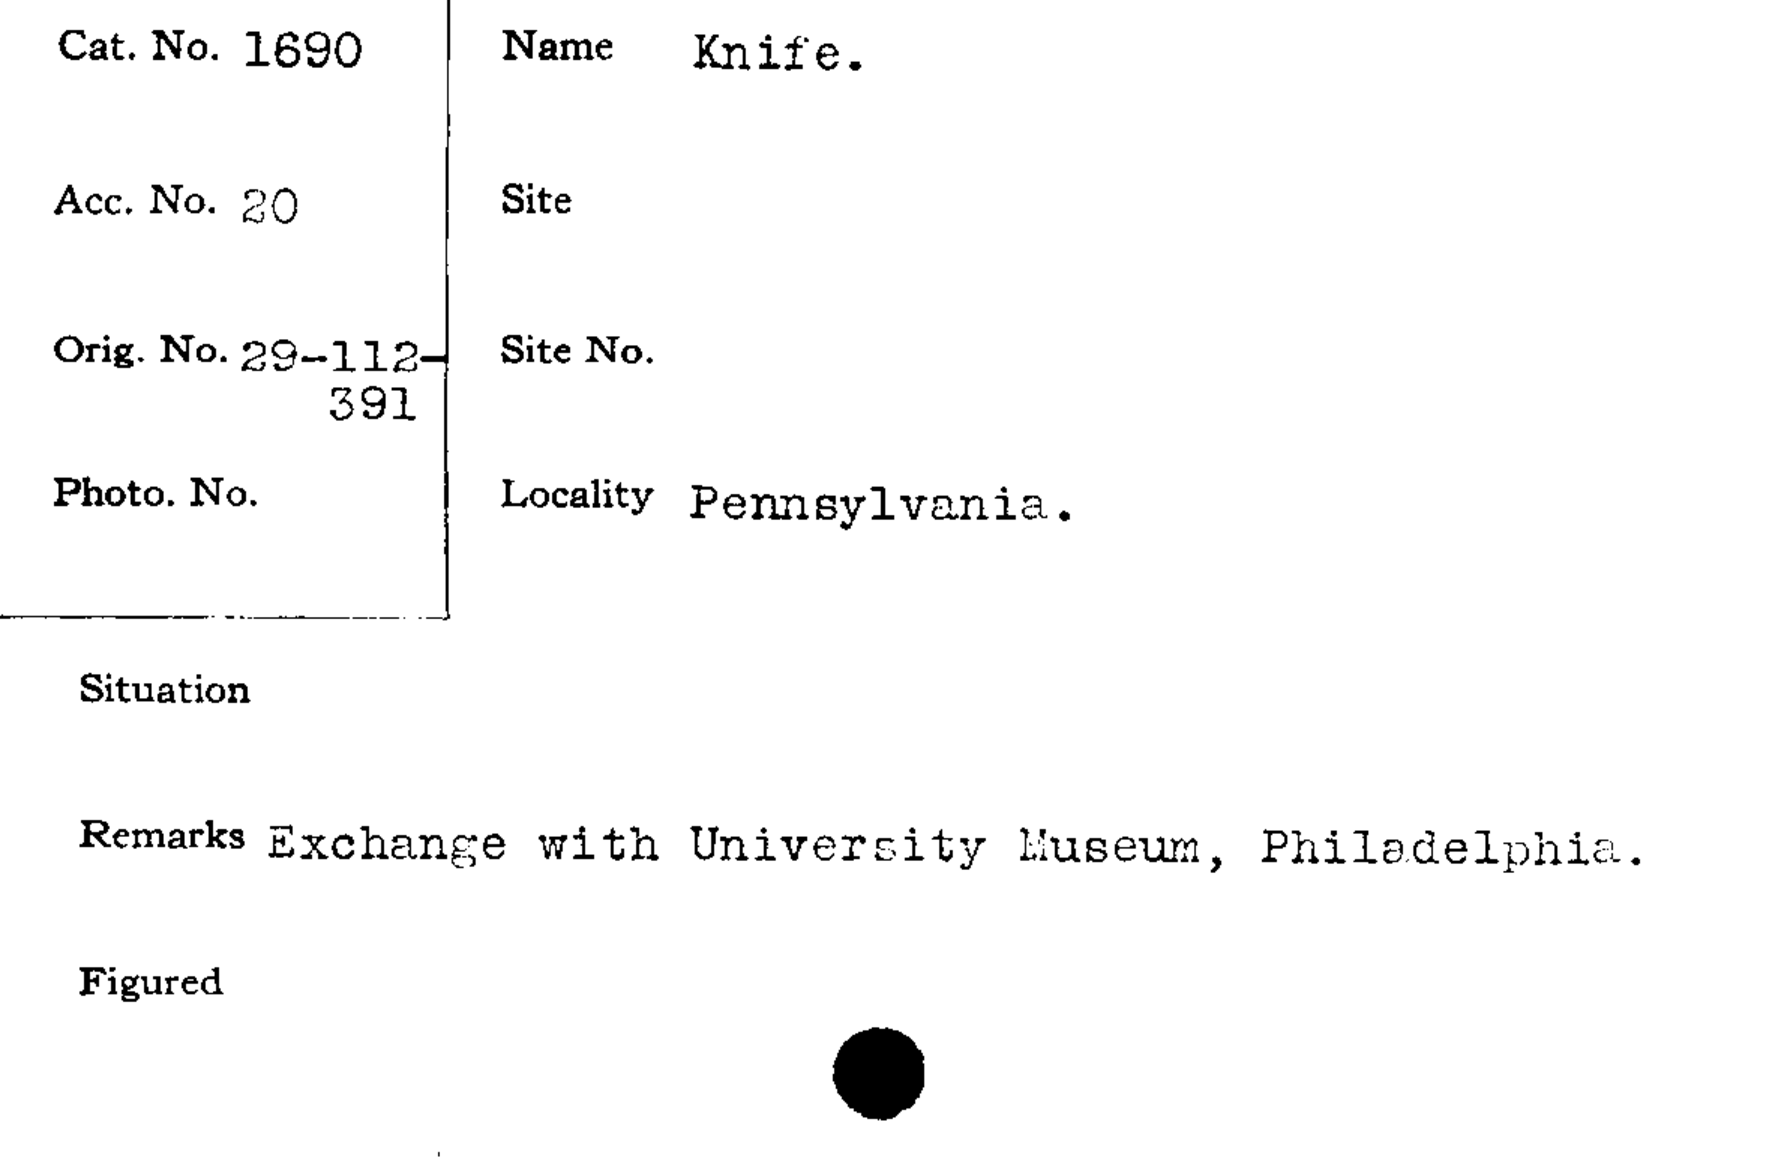 Cat. No. 1690
Acc. No. 20
Orig. No. 29-112-
391
Photo. No.
Name Knife.
Site
Site No.
Locality Pennsylvania.
Situation
Remarks Exchange with University Museum, Philadelphia.
Figured